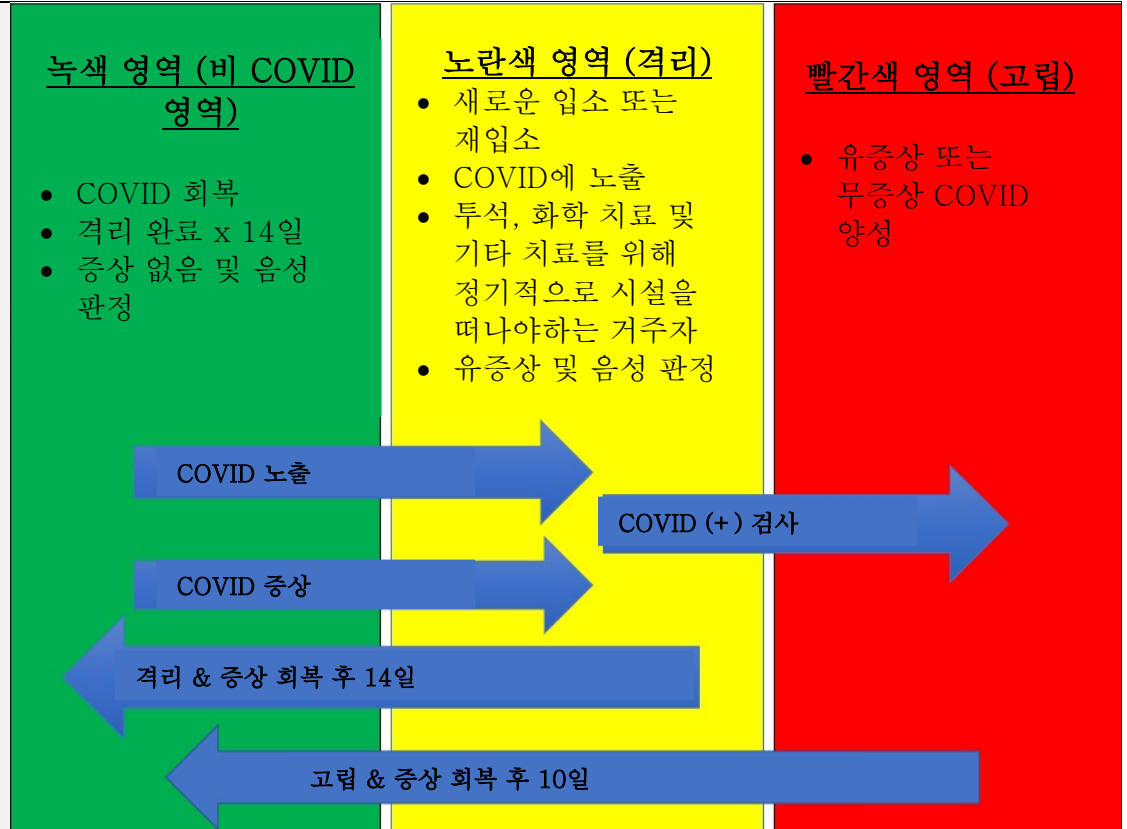 녹색 영역 (비 COVID
영역)
• COVID 회복
• 격리 완료 x 14일
• 증상 없음 및 음성
판정
노란색 영역 (격리)
• 새로운 입소 또는
재입소
• COVID에 노출
• 투석, 화학 치료 및
기타 치료를 위해
정기적으로 시설을
떠나야하는 거주자
• 유증상 및 음성 판정
빨간색 영역 (고립)
• 유증상 또는
무증상 COVID
양성
COVID 노출
COVID (+) 검사
COVID 증상
격리 & 증상 회복 후 14일
고립 & 증상 회복 후 10일